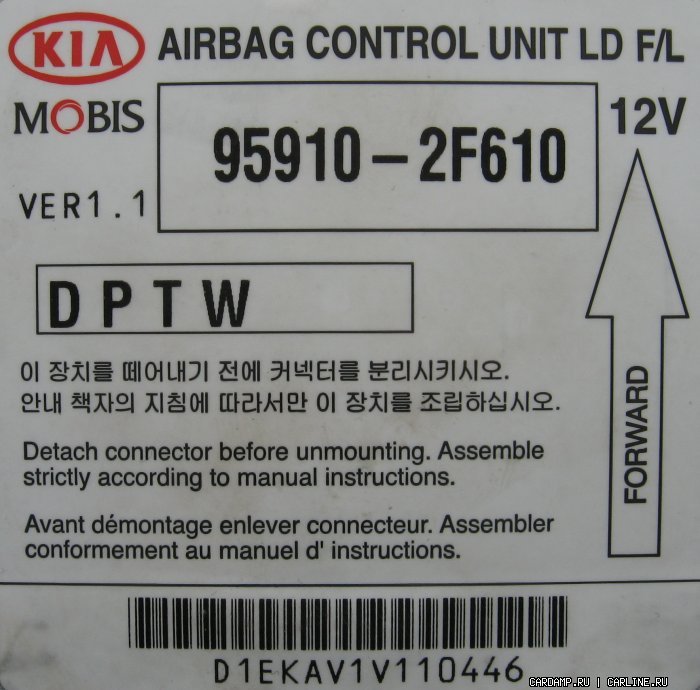 KIA AIRBAG CONTROL UNIT LD F/L
MOBIS
95910-2F610
12V
VER1.1
DPTW
이 장치를 떼어내기 전에 커넥터를 분리시키시오.
안내 책자의 지침에 따라서만 이 장치를 조립하십시오.
FORWARD
Detach connector before unmounting. Assemble
strictly according to manual instructions.
Avant démontage enlever connecteur. Assembler
conformement au manuel d' instructions.
D1EKAV1V110446
CARDAMP.RU | CARLINE.RU